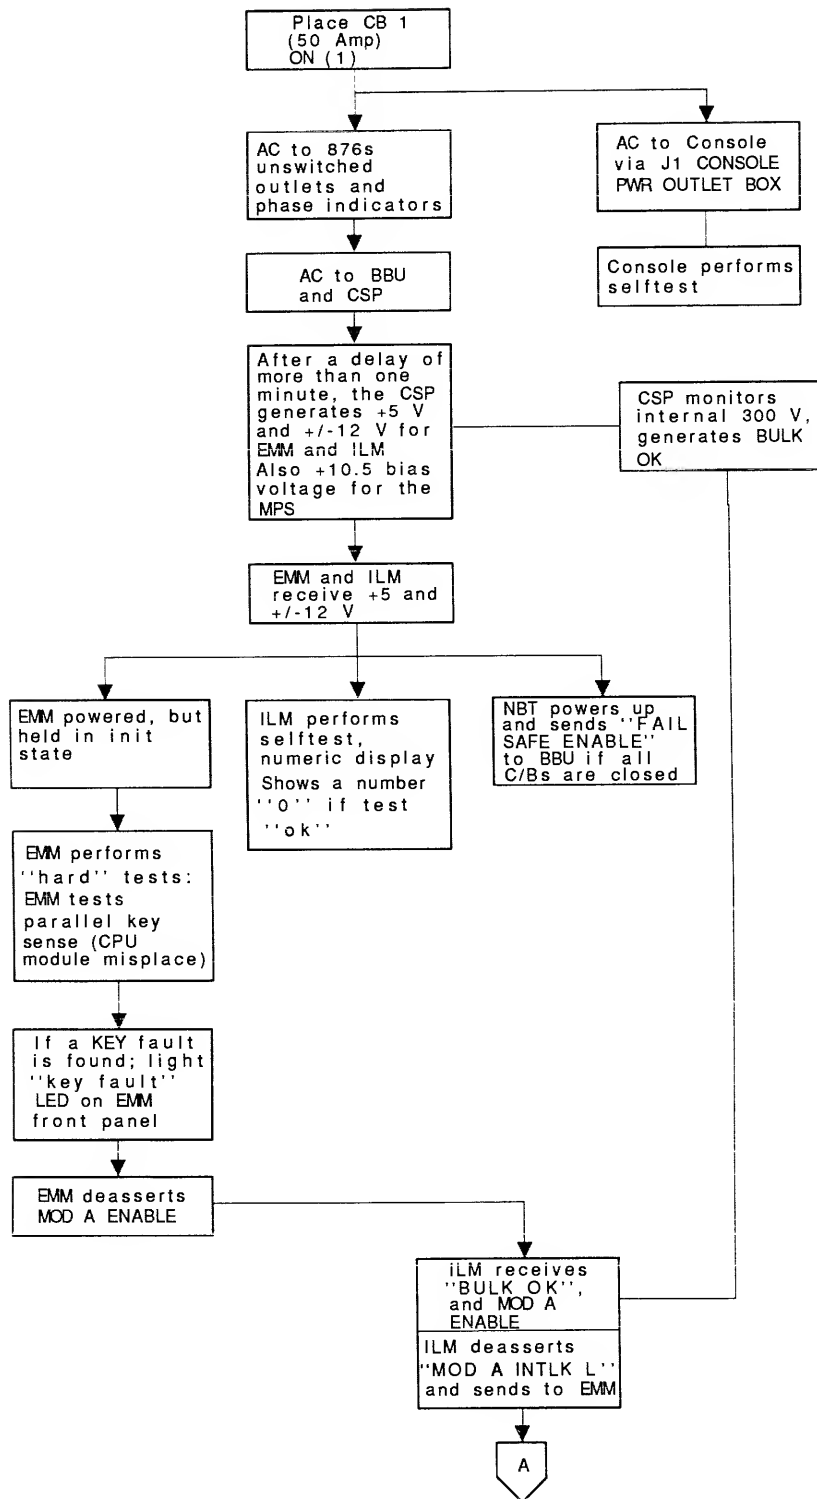 Place CB 1
(50 Amp)
ON (1)
AC to 876s
unswitched
outlets and
phase indicators
AC to Console
via J1 CONSOLE
PWR OUTLET BOX
AC to BBU
and CSP
Console performs
selftest
After a delay of
more than one
minute, the CSP
generates +5 V
and +/-12 V for
EMM and ILM
Also +10.5 bias
voltage for the
MPS
CSP monitors
internal 300 V,
generates BULK
OK
EMM and ILM
receive +5 and
+/-12 V
EMM powered, but
held in init
state
ILM performs
selftest,
numeric display
Shows a number
''0'' if test
''ok''
NBT powers up
and sends ''FAIL
SAFE ENABLE''
to BBU if all
C/Bs are closed
EMM performs
''hard'' tests:
EMM tests
parallel key
sense (CPU
module misplace)
If a KEY fault
is found; light
''key fault''
LED on EMM
front panel
EMM deasserts
MOD A ENABLE
iLM receives
''BULK OK'',
and MOD A
ENABLE
ILM deasserts
''MOD A INTLK L''
and sends to EMM
A